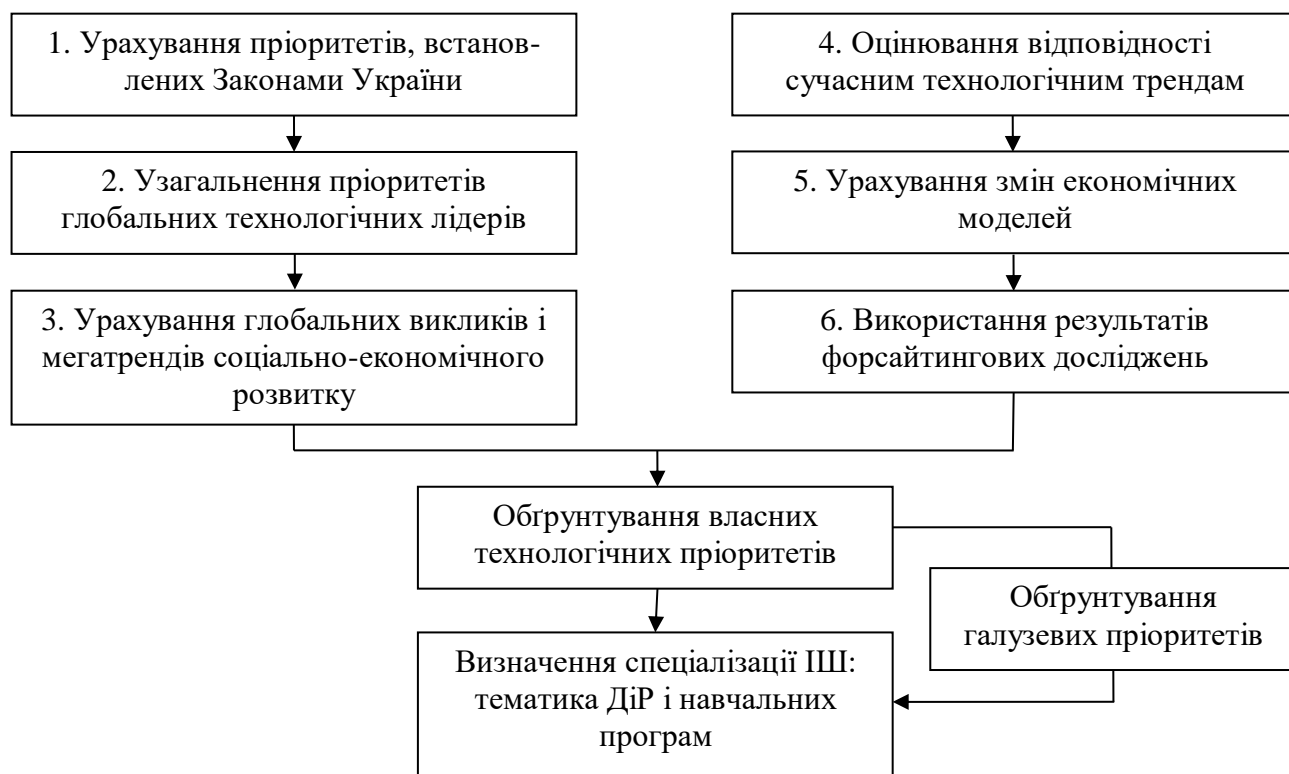 1. Урахування пріоритетів, встанов-
лених Законами України
2. Узагальнення пріоритетів
глобальних технологічних лідерів
3. Урахування глобальних викликів і
мегатрендів соціально-економічного
розвитку
4. Оцінювання відповідності
сучасним технологічним трендам
5. Урахування змін економічних
моделей
6. Використання результатів
форсайтингових досліджень
Обґрунтування власних
технологічних пріоритетів
Обґрунтування
галузевих пріоритетів
Визначення спеціалізації ІШ:
тематика ДіР і навчальних
програм